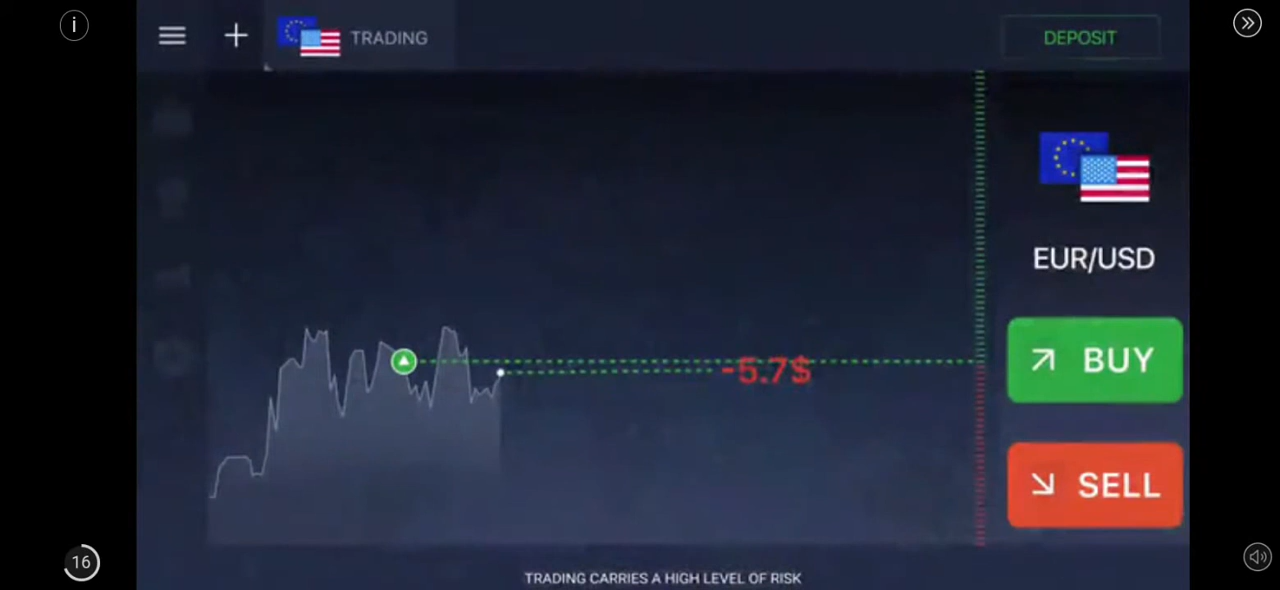 i
TRADING
DEPOSIT
EUR/USD
-5.7$
BUY
SELL
16
TRADING CARRIES A HIGH LEVEL OF RISK